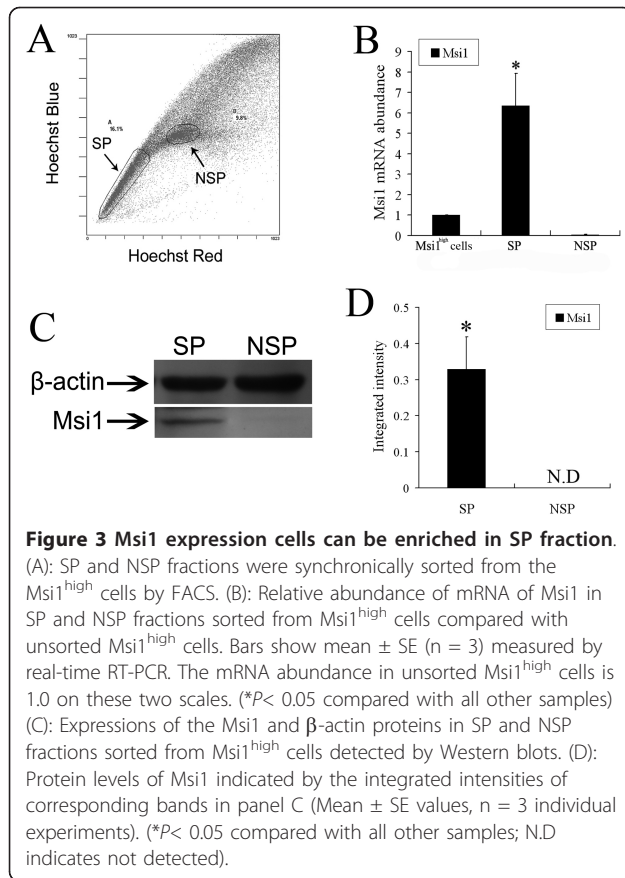 A
1023
Hoechst Blue
A
16.1%
9.8%
SP
NSP
0
1023
Hoechst Red
B
Msi1
Msi1 mRNA abundance
9
8
7
6
5
4
3
2
1
0
*
Msi1high cells
SP
NSP
C
SP
NSP
β-actin
Msi1
D
Msi1
Integrated intensity
0.5
0.4
0.3
0.2
0.1
0
*
N.D
SP
NSP
Figure 3 Msi1 expression cells can be enriched in SP fraction.
(A): SP and NSP fractions were synchronically sorted from the
Msi1high cells by FACS. (B): Relative abundance of mRNA of Msi1 in
SP and NSP fractions sorted from Msi1high cells compared with
unsorted Msi1high cells. Bars show mean ± SE (n = 3) measured by
real-time RT-PCR. The mRNA abundance in unsorted Msi1high cells is
1.0 on these two scales. (*P< 0.05 compared with all other samples)
(C): Expressions of the Msi1 and β-actin proteins in SP and NSP
fractions sorted from Msi1high cells detected by Western blots. (D):
Protein levels of Msi1 indicated by the integrated intensities of
corresponding bands in panel C (Mean ± SE values, n = 3 individual
experiments). (*P< 0.05 compared with all other samples; N.D
indicates not detected).